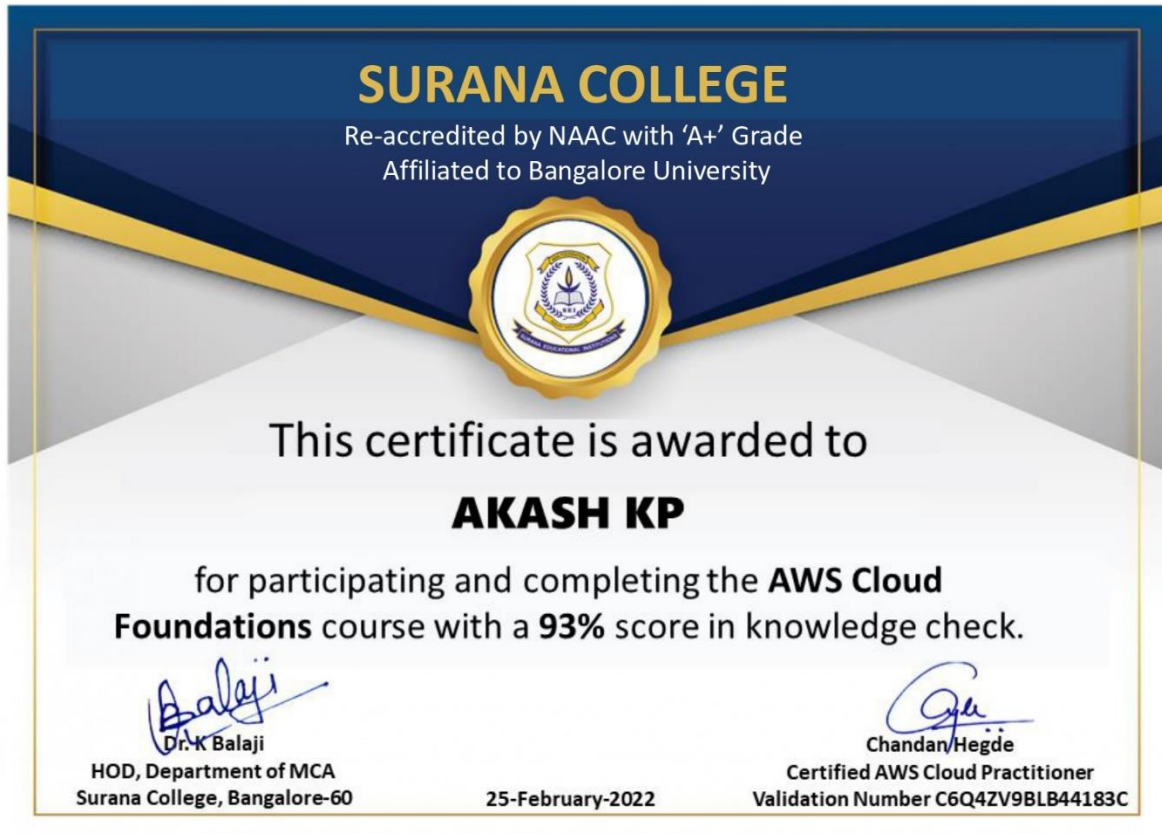 SURANA COLLEGE
Re-accredited by NAAC with ‘A+’ Grade
Affiliated to Bangalore University
SURANA EDUCATIONAL INSTITUTIONS
This certificate is awarded to
AKASH KP
for participating and completing the AWS Cloud
Foundations course with a 93% score in knowledge check.
Balaji
Dr. K Balaji
HOD, Department of MCA
Surana College, Bangalore-60
25-February-2022
Chandan Hegde
Certified AWS Cloud Practitioner
Validation Number C6Q4ZV9BLB44183C